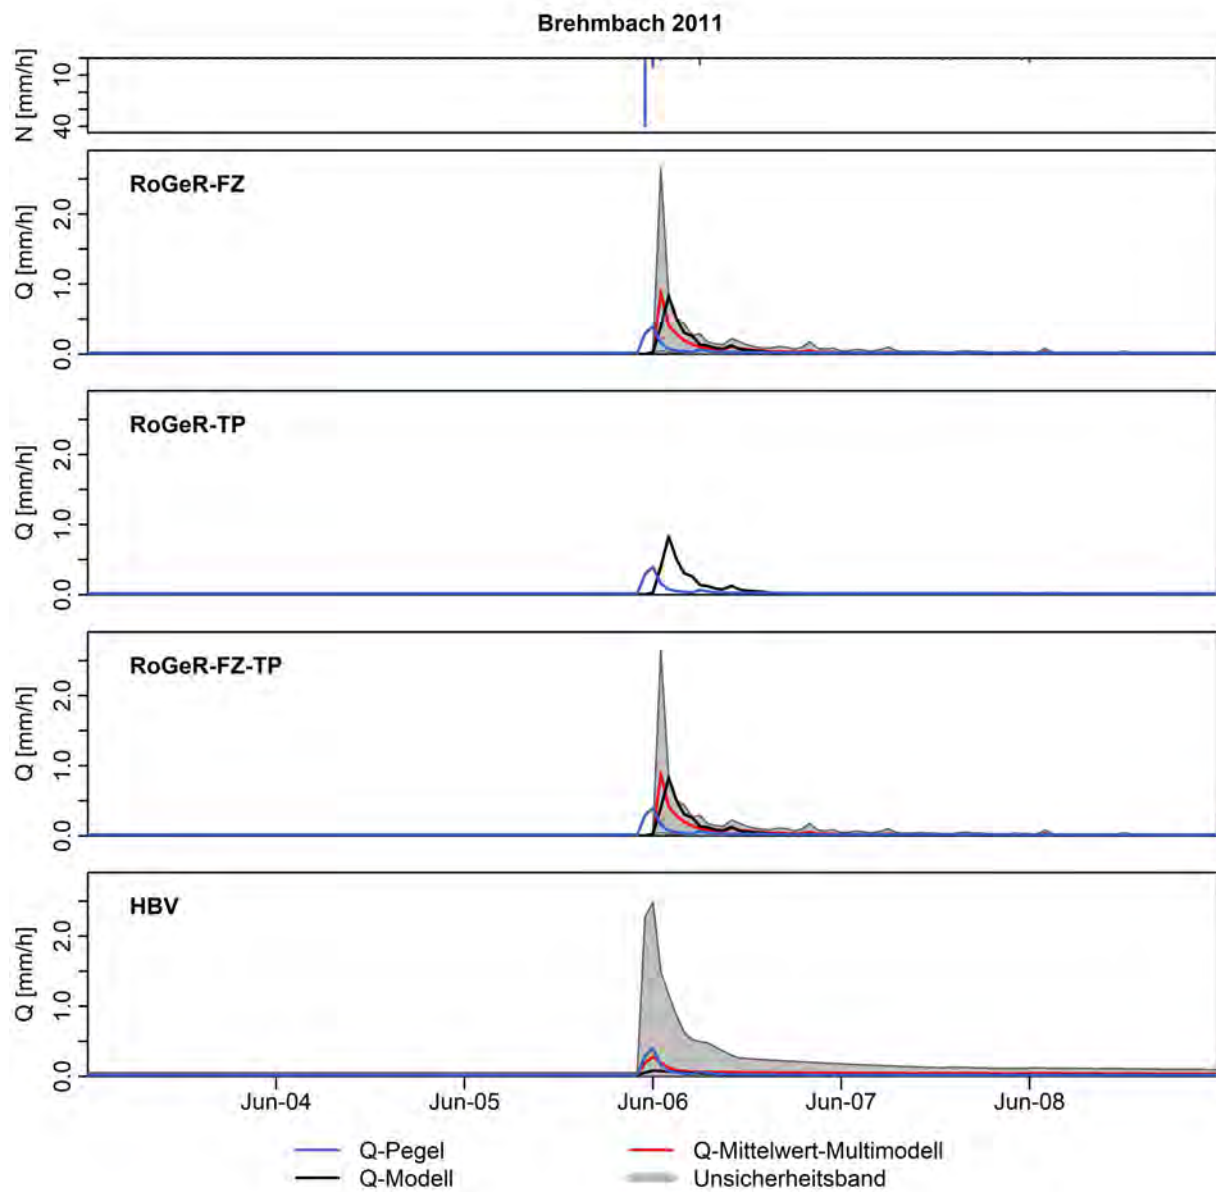 Brehmbach 2011
N [mm/h]
10
40
RoGeR-FZ
Q [mm/h]
2.0
1.0
0.0
RoGeR-TP
Q [mm/h]
2.0
1.0
0.0
RoGeR-FZ-TP
Q [mm/h]
2.0
1.0
0.0
HBV
Q [mm/h]
2.0
1.0
0.0
Jun-04 Jun-05 Jun-06 Jun-07 Jun-08
Q-Pegel Q-Mittelwert-Multimodell
Q-Modell Unsicherheitsband